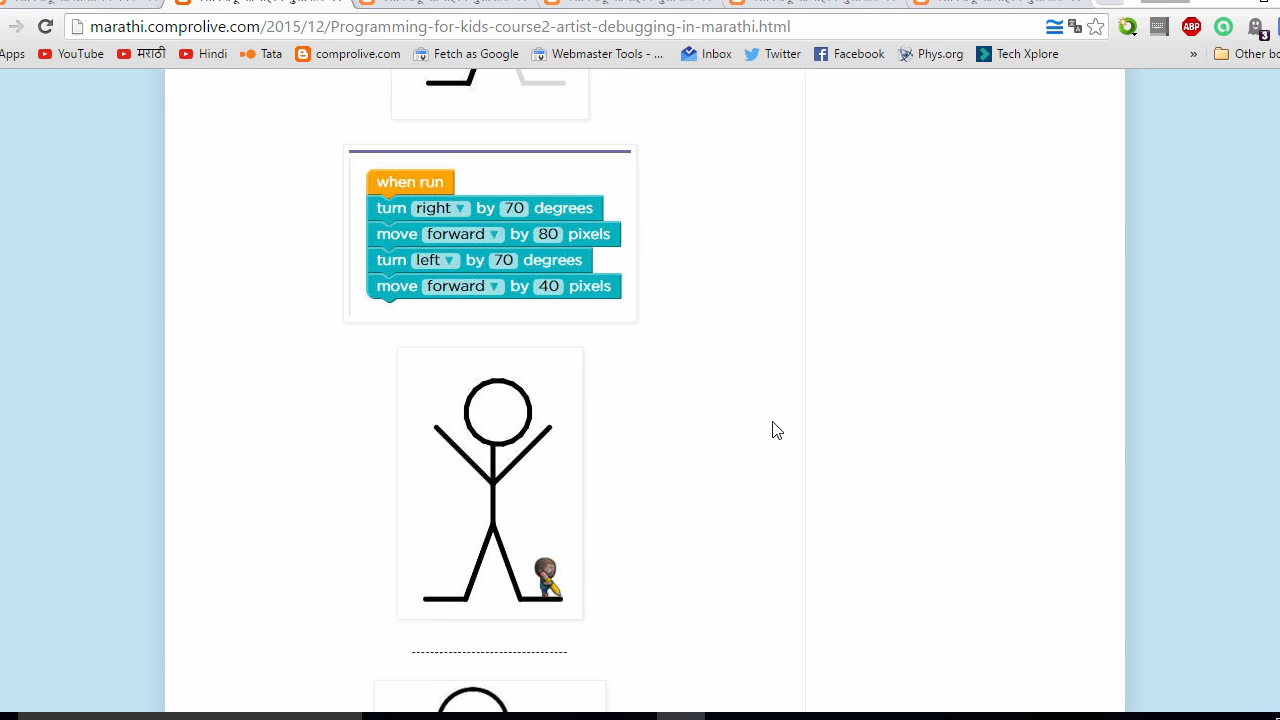 marathi.comprolive.com/2015/12/Programming-for-kids-course2-artist-debugging-in-marathi.html
ABP
3
Apps YouTube मराठी Hindi Tata comprolive.com Fetch as Google Webmaster Tools - ... Inbox Twitter Facebook Phys.org Tech Xplore » Other bo
when run
turn right ▼ by 70 degrees
move forward ▼ by 80 pixels
turn left ▼ by 70 degrees
move forward ▼ by 40 pixels
----------------------------------